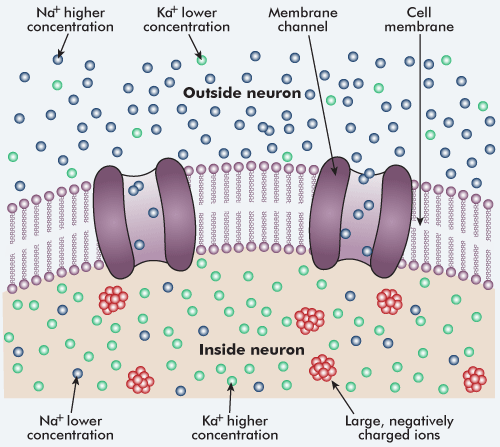 Na+ higher
concentration
Ka+ lower
concentration
Membrane
channel
Cell
membrane
Outside neuron
Inside neuron
Na+ lower
concentration
Ka+ higher
concentration
Large, negatively
charged ions